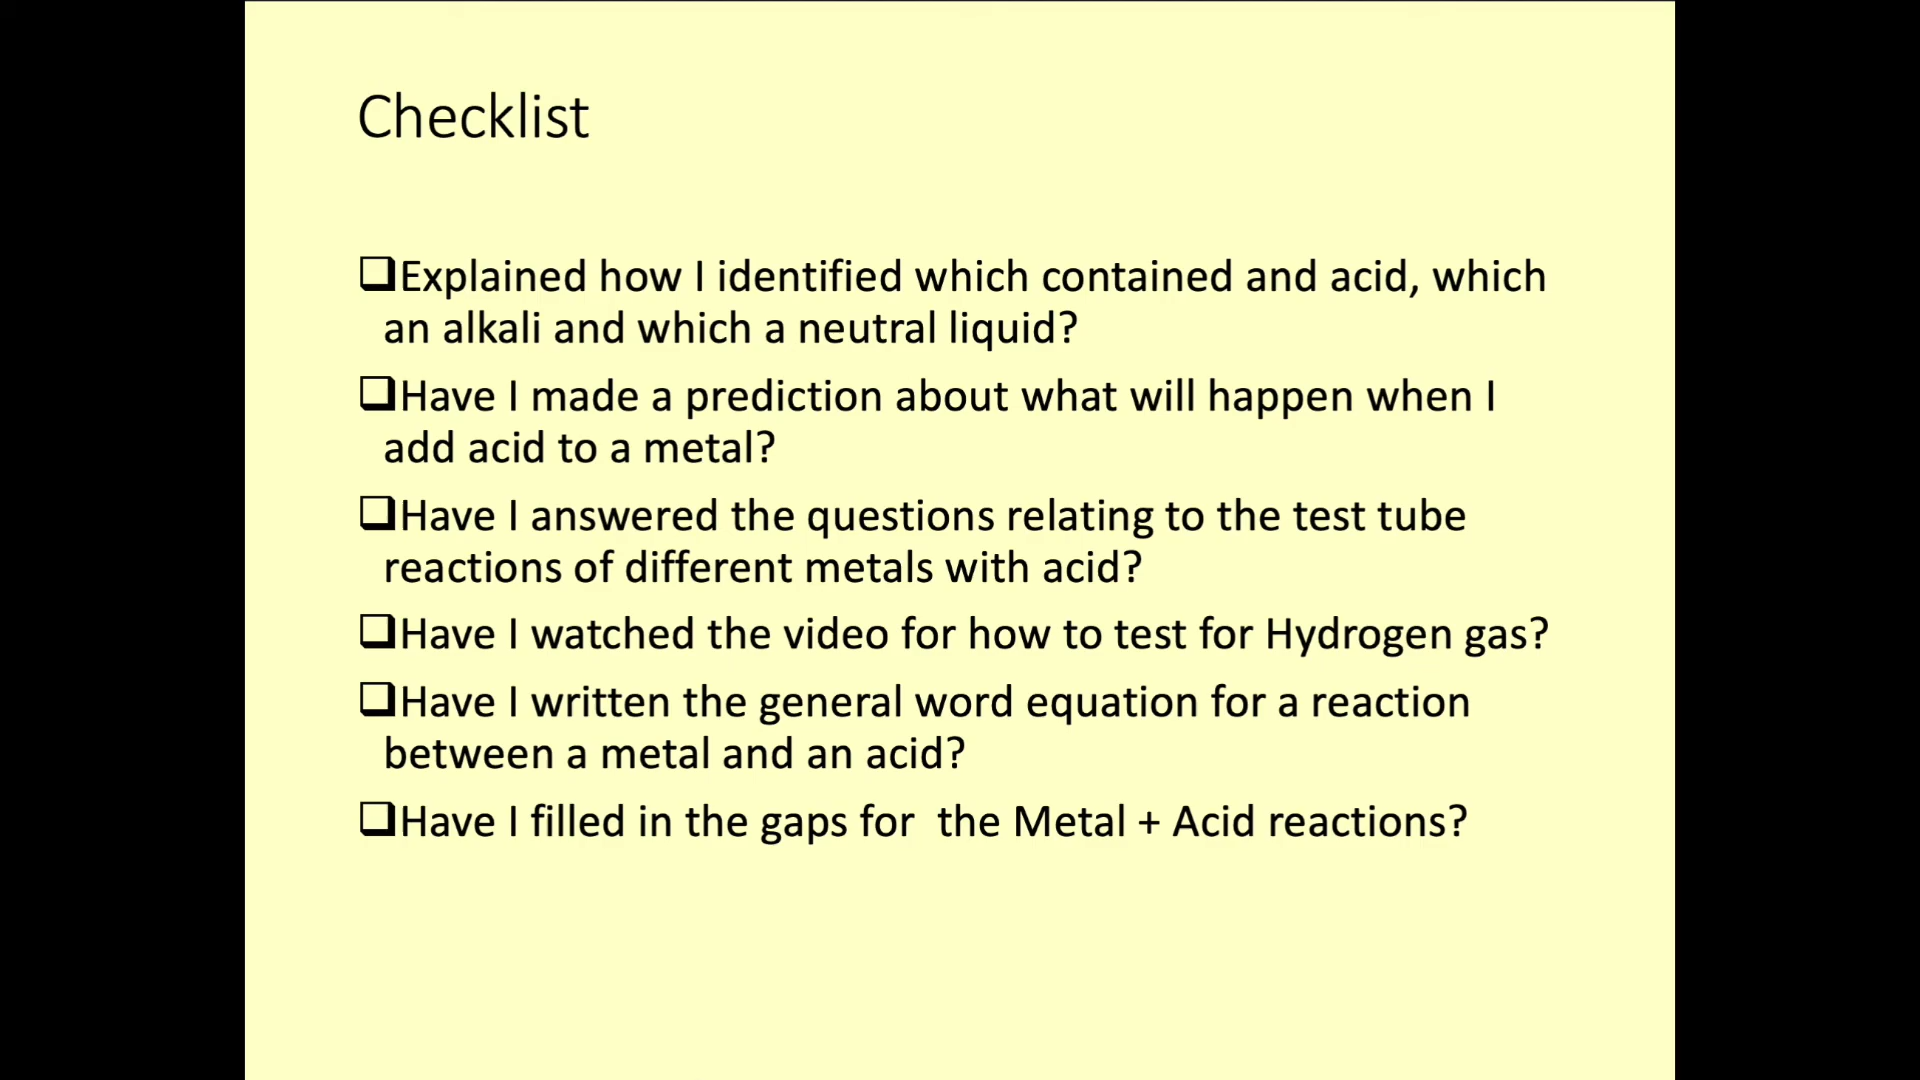 Checklist
❑Explained how I identified which contained and acid, which
an alkali and which a neutral liquid?
❑Have I made a prediction about what will happen when I
add acid to a metal?
❑Have I answered the questions relating to the test tube
reactions of different metals with acid?
❑Have I watched the video for how to test for Hydrogen gas?
❑Have I written the general word equation for a reaction
between a metal and an acid?
❑Have I filled in the gaps for  the Metal + Acid reactions?